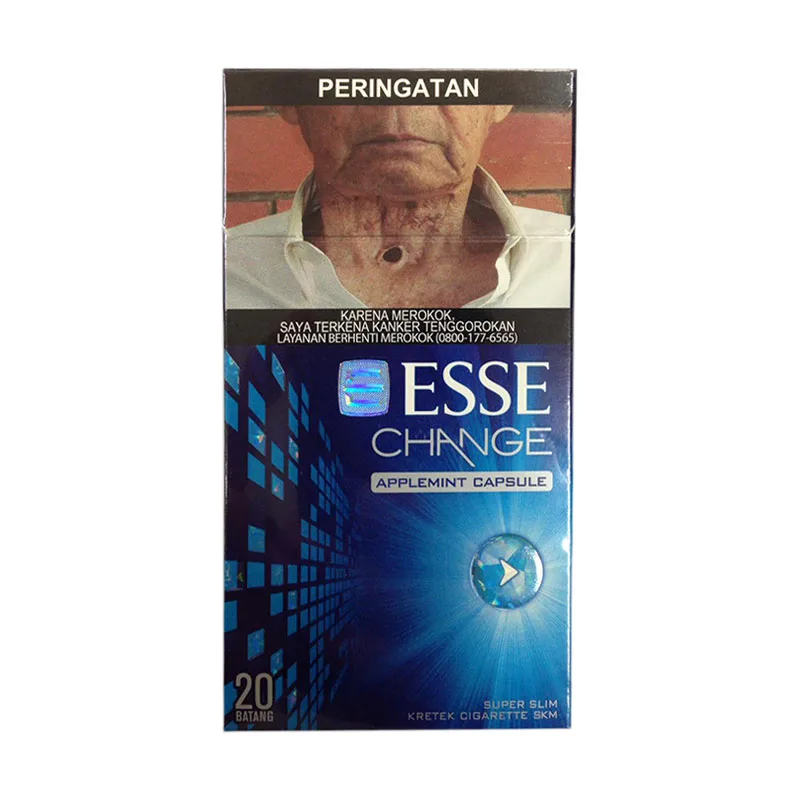 PERINGATAN
KARENA MEROKOK,
SAYA TERKENA KANKER TENGGOROKAN
LAYANAN BERHENTI MEROKOK (0800-177-6565)
ESSE
CHANGE
APPLEMINT CAPSULE
20
BATANG
SUPER SLIM
KRETEK CIGARETTE SKM